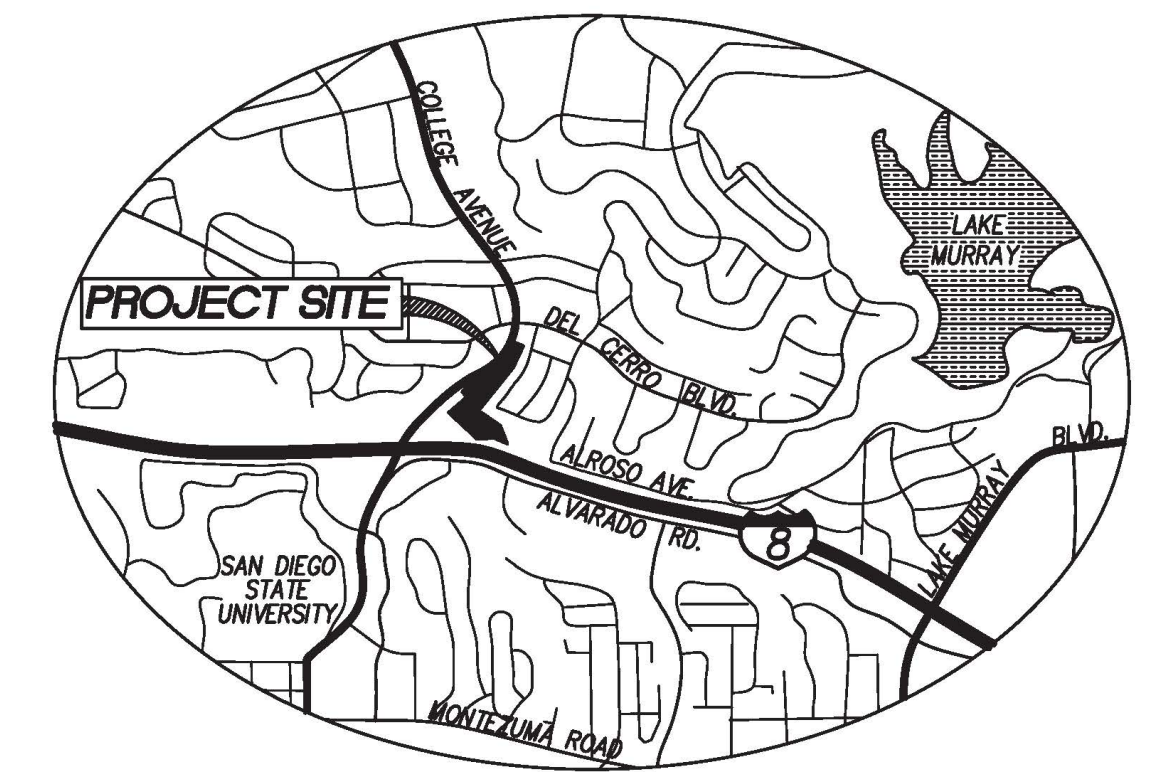 COLLEGE AVENUE
LAKE
MURRAY
PROJECT SITE
DEL CERRO BLVD.
ALROSO AVE.
ALVARADO RD.
8
LAKE MURRAY BLVD.
SAN DIEGO
STATE
UNIVERSITY
MONTEZUMA ROAD